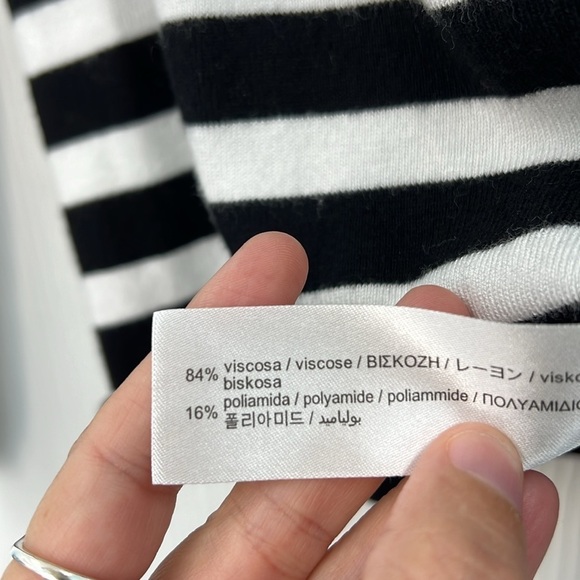 84% viscosa / viscose / ΒΙΣΚΟΖΗ / レーヨン / visko
biskosa
16% poliamida / polyamide / poliammide / ΠΟΛΥΑΜΙΔΙΟ
폴리아미드 / بولياميد